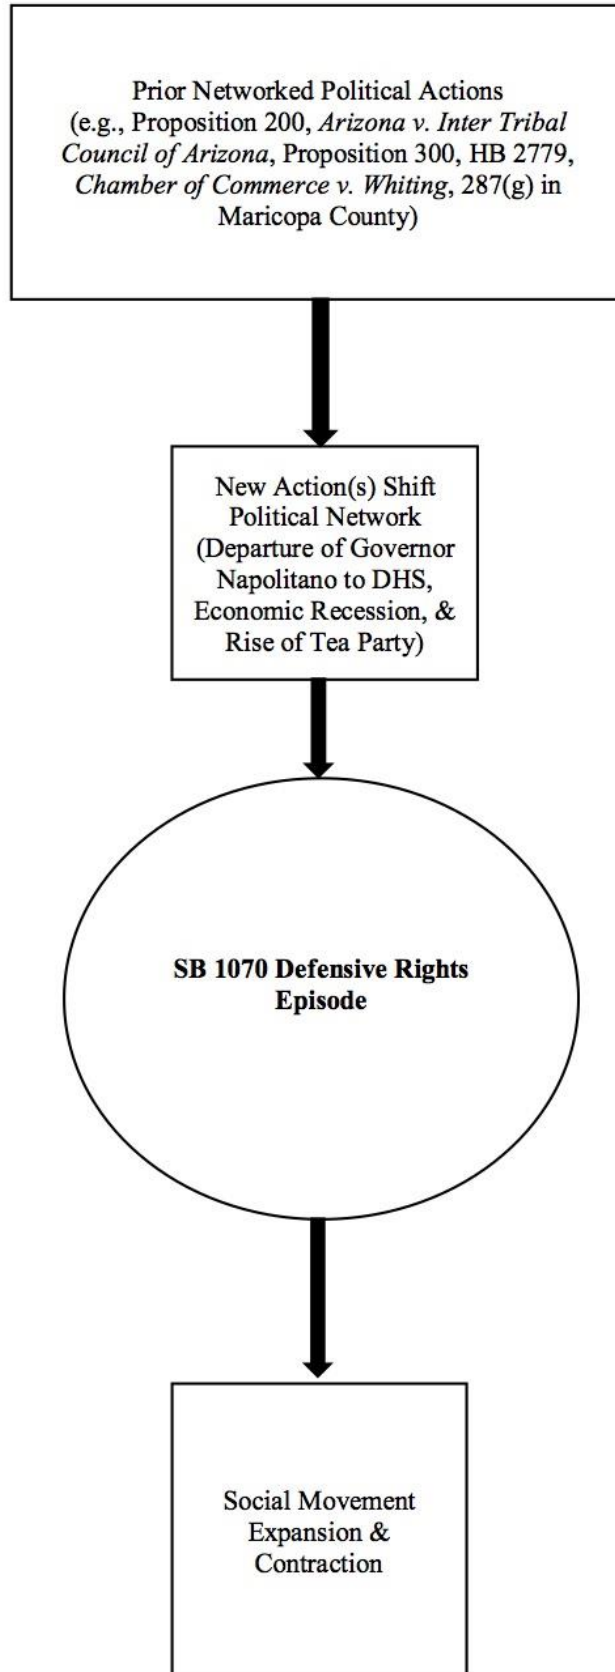 Prior Networked Political Actions
(e.g., Proposition 200, Arizona v. Inter Tribal
Council of Arizona, Proposition 300, HB 2779,
Chamber of Commerce v. Whiting, 287(g) in
Maricopa County)
New Action(s) Shift
Political Network
(Departure of Governor
Napolitano to DHS,
Economic Recession, &
Rise of Tea Party)
SB 1070 Defensive Rights
Episode
Social Movement
Expansion &
Contraction